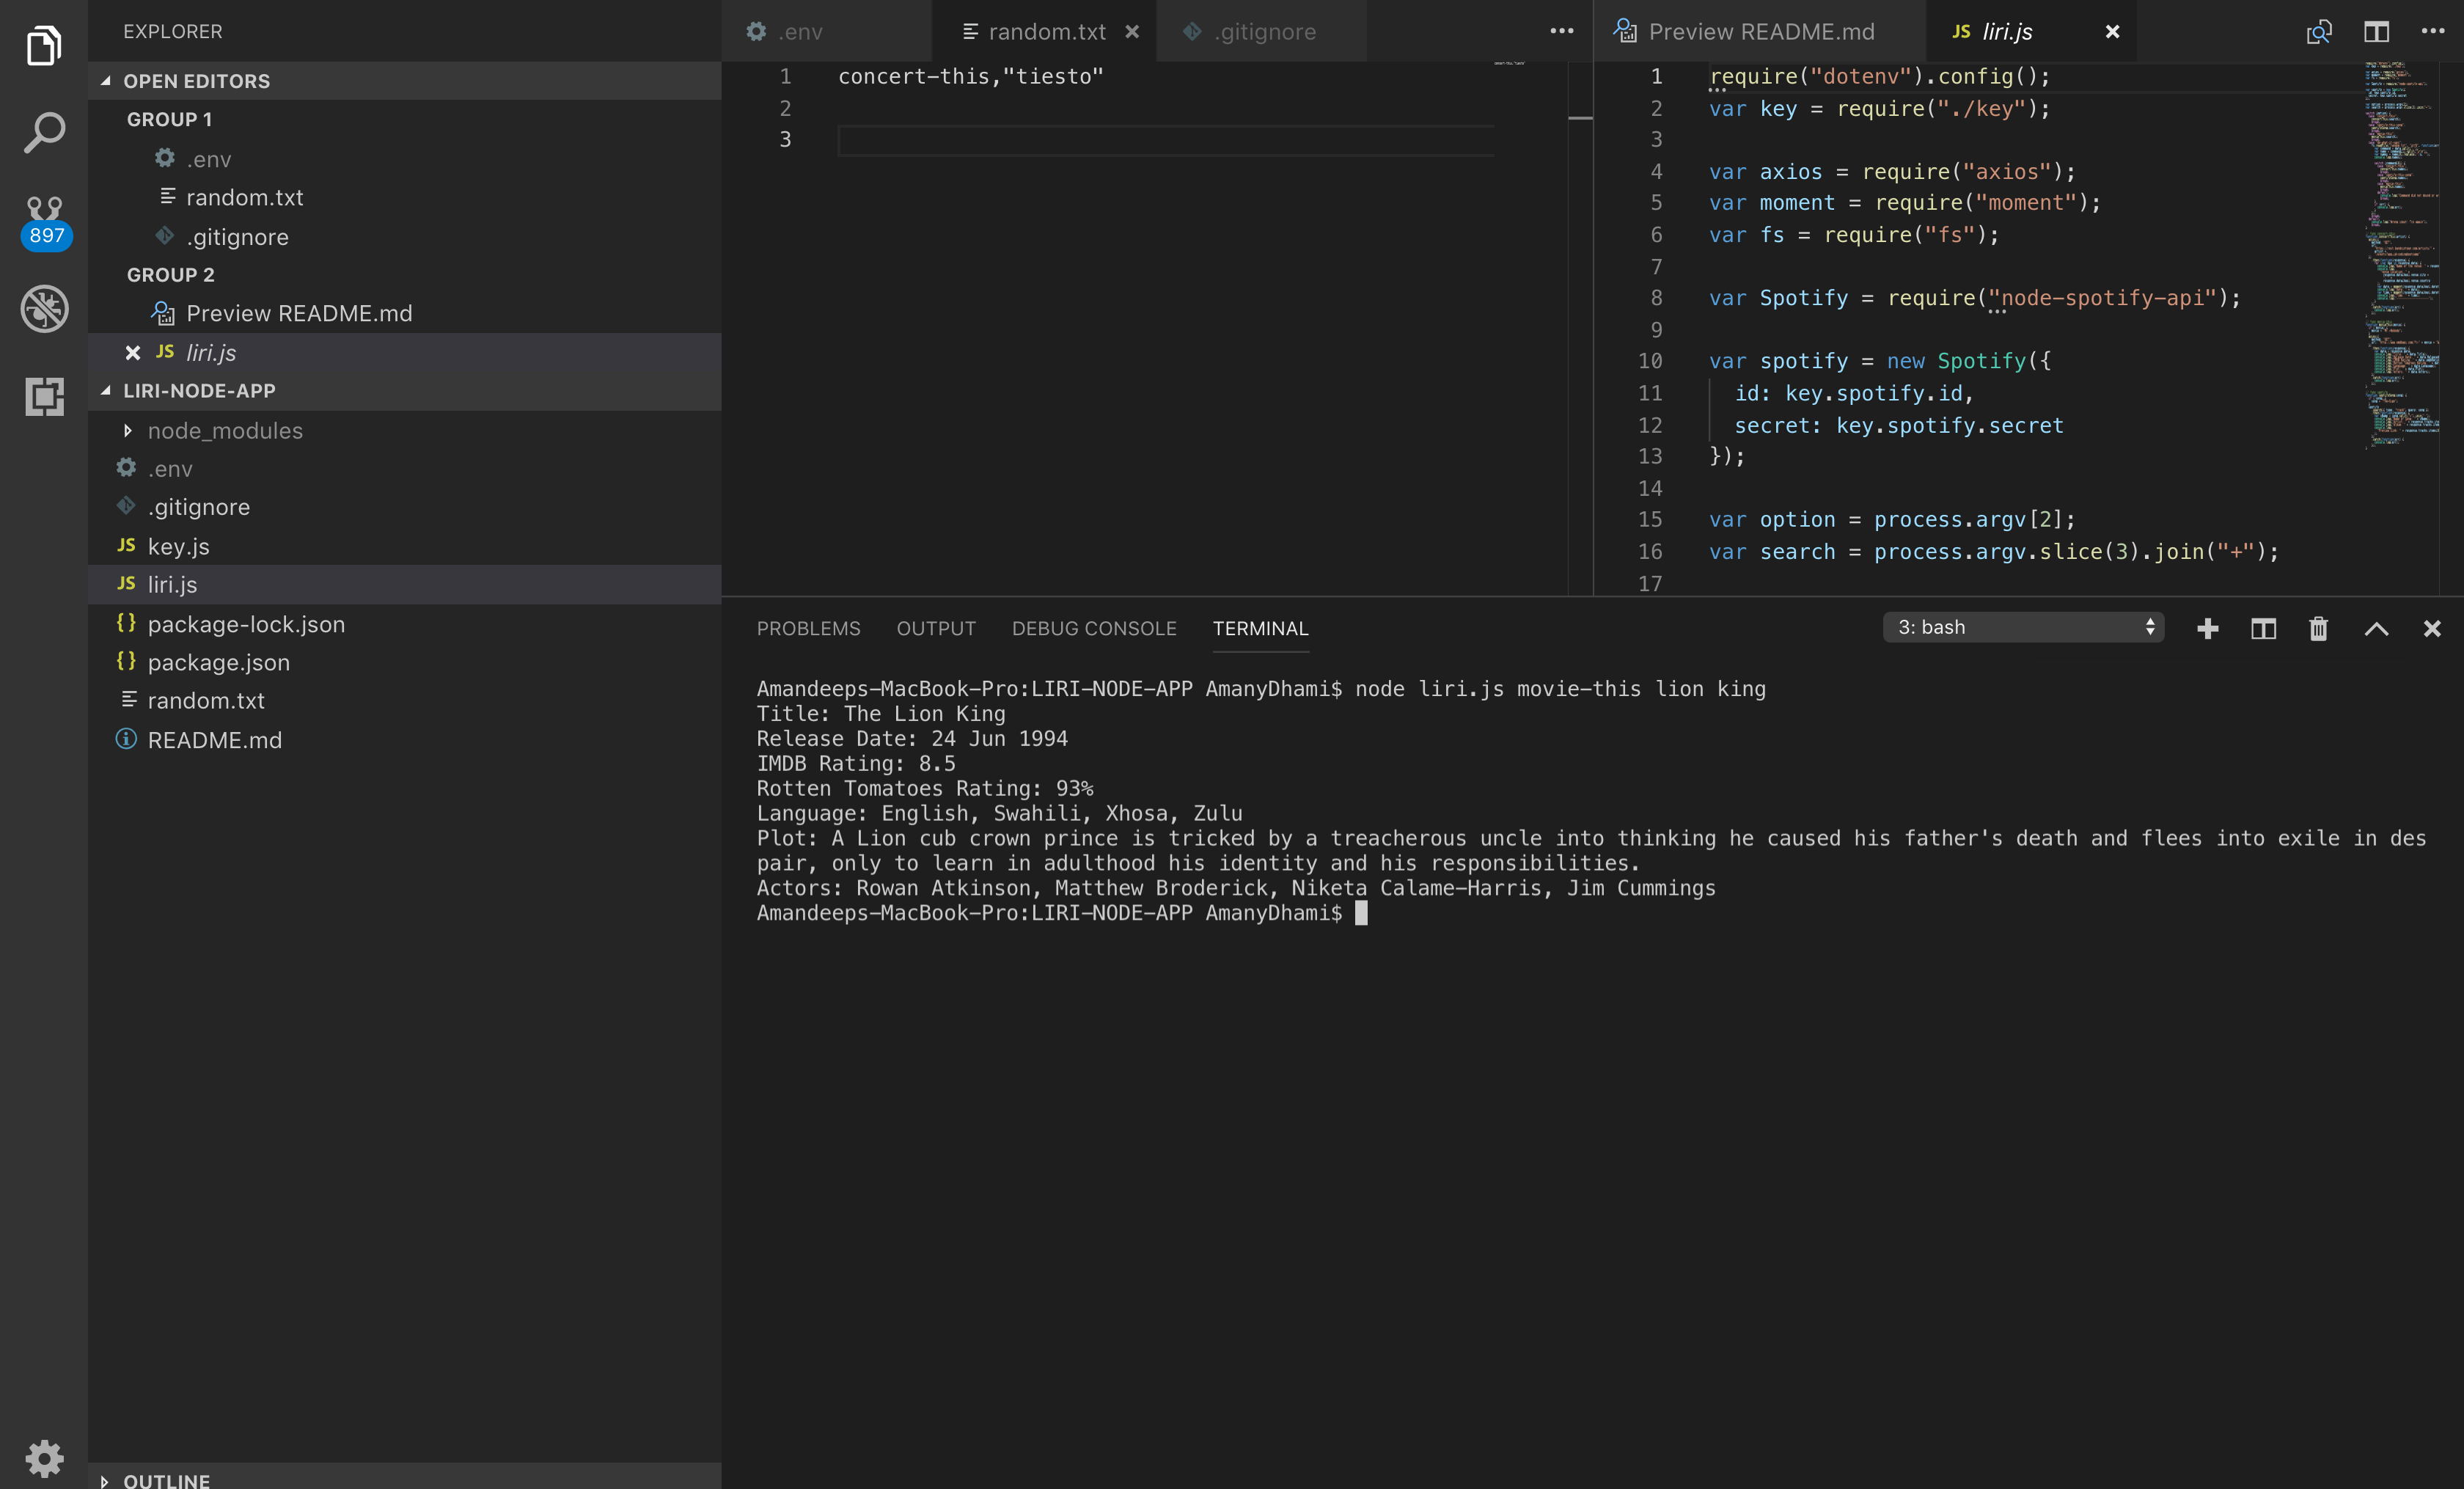 EXPLORER
OPEN EDITORS
GROUP 1
.env
random.txt
.gitignore
GROUP 2
Preview README.md
JS liri.js
LIRI-NODE-APP
node_modules
.env
.gitignore
JS key.js
JS liri.js
{} package-lock.json
{} package.json
random.txt
README.md
OUTLINE
897
.env
random.txt
.gitignore
1 concert-this,"tiesto"
2
3
Preview README.md
JS liri.js
1 require("dotenv").config();
2 var key = require("./key");
3
4 var axios = require("axios");
5 var moment = require("moment");
6 var fs = require("fs");
7
8 var Spotify = require("node-spotify-api");
9
10 var spotify = new Spotify({
11 id: key.spotify.id,
12 secret: key.spotify.secret
13 });
14
15 var option = process.argv[2];
16 var search = process.argv.slice(3).join("+");
17
PROBLEMS OUTPUT DEBUG CONSOLE TERMINAL
3: bash
Amandeeps-MacBook-Pro:LIRI-NODE-APP AmanyDhami$ node liri.js movie-this lion king
Title: The Lion King
Release Date: 24 Jun 1994
IMDB Rating: 8.5
Rotten Tomatoes Rating: 93%
Language: English, Swahili, Xhosa, Zulu
Plot: A Lion cub crown prince is tricked by a treacherous uncle into thinking he caused his father's death and flees into exile in des
pair, only to learn in adulthood his identity and his responsibilities.
Actors: Rowan Atkinson, Matthew Broderick, Niketa Calame-Harris, Jim Cummings
Amandeeps-MacBook-Pro:LIRI-NODE-APP AmanyDhami$